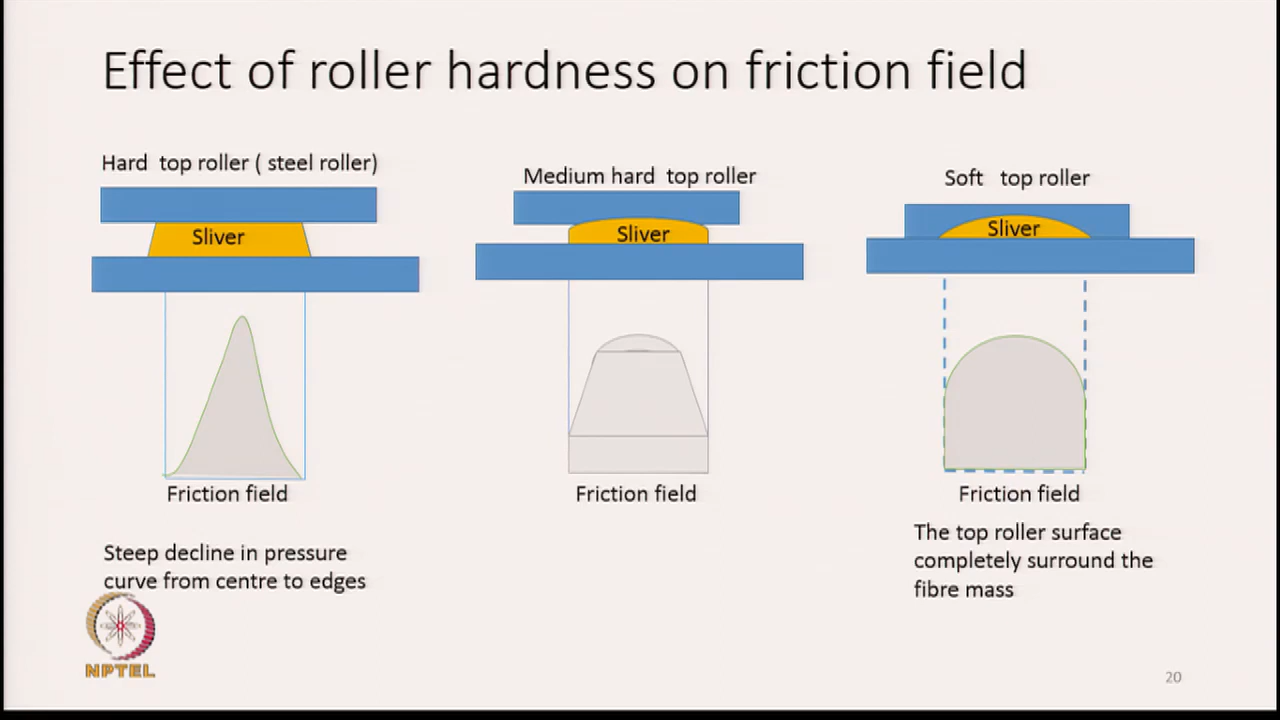 Effect of roller hardness on friction field
Hard top roller ( steel roller)
Sliver
Friction field
Steep decline in pressure
curve from centre to edges
Medium hard top roller
Sliver
Friction field
Soft top roller
Sliver
Friction field
The top roller surface
completely surround the
fibre mass
NPTEL
20